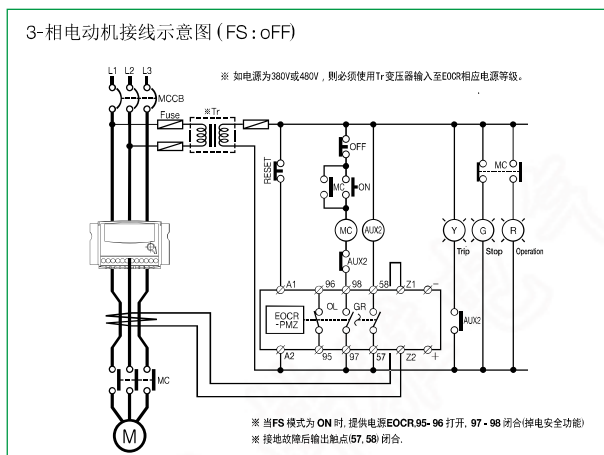 3-相电动机接线示意图 (FS : oFF)
L1 L2 L3
※ 如电源为380V或480V，则必须使用Tr变压器输入至EOCR相应电源等级。
MCCB
Fuse
※Tr
RESET
OFF
MC
ON
MC
MC
AUX2
Y
G
R
Trip
Stop
Operation
AUX2
A1
96
98
58
Z1
-
OL
GR
EOCR
-PMZ
AUX2
A2
95
97
57
Z2
+
MC
M
※ 当FS 模式为 ON 时, 提供电源EOCR,95- 96 打开, 97 - 98 闭合(掉电安全功能)
※ 接地故障后输出触点(57, 58) 闭合.